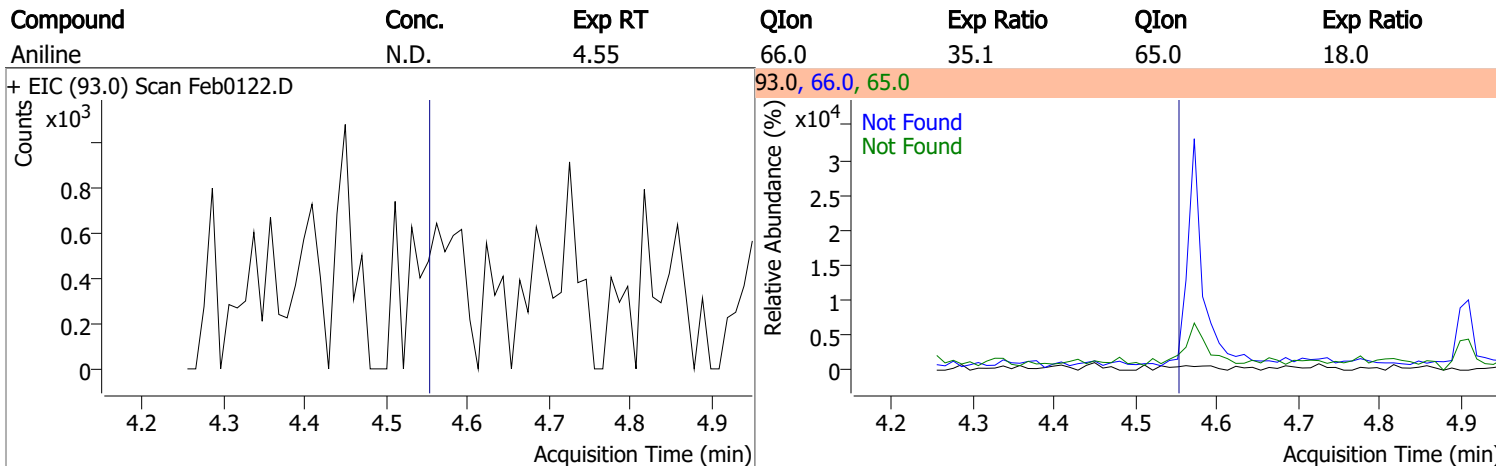 Compound Conc. Exp RT QIon Exp Ratio QIon Exp Ratio
Aniline N.D. 4.55 66.0 35.1 65.0 18.0
+ EIC (93.0) Scan Feb0122.D
Counts
x10³
0.8
0.6
0.4
0.2
0
4.2 4.3 4.4 4.5 4.6 4.7 4.8 4.9
Acquisition Time (min)
93.0, 66.0, 65.0
Relative Abundance (%)
x10⁴
Not Found
Not Found
3
2.5
2
1.5
1
0.5
0
4.2 4.3 4.4 4.5 4.6 4.7 4.8 4.9
Acquisition Time (min)